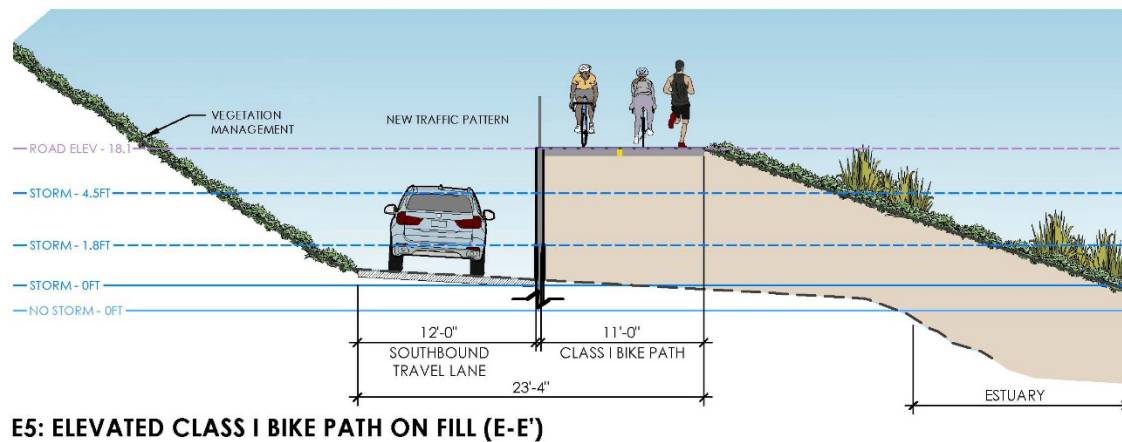 VEGETATION
MANAGEMENT
NEW TRAFFIC PATTERN
ROAD ELEV - 18.1
STORM - 4.5FT
STORM - 1.8FT
STORM - 0FT
NO STORM - 0FT
12'-0" 11'-0"
SOUTHBOUND CLASS I BIKE PATH
TRAVEL LANE
23'-4"
ESTUARY
E5: ELEVATED CLASS I BIKE PATH ON FILL (E-E')